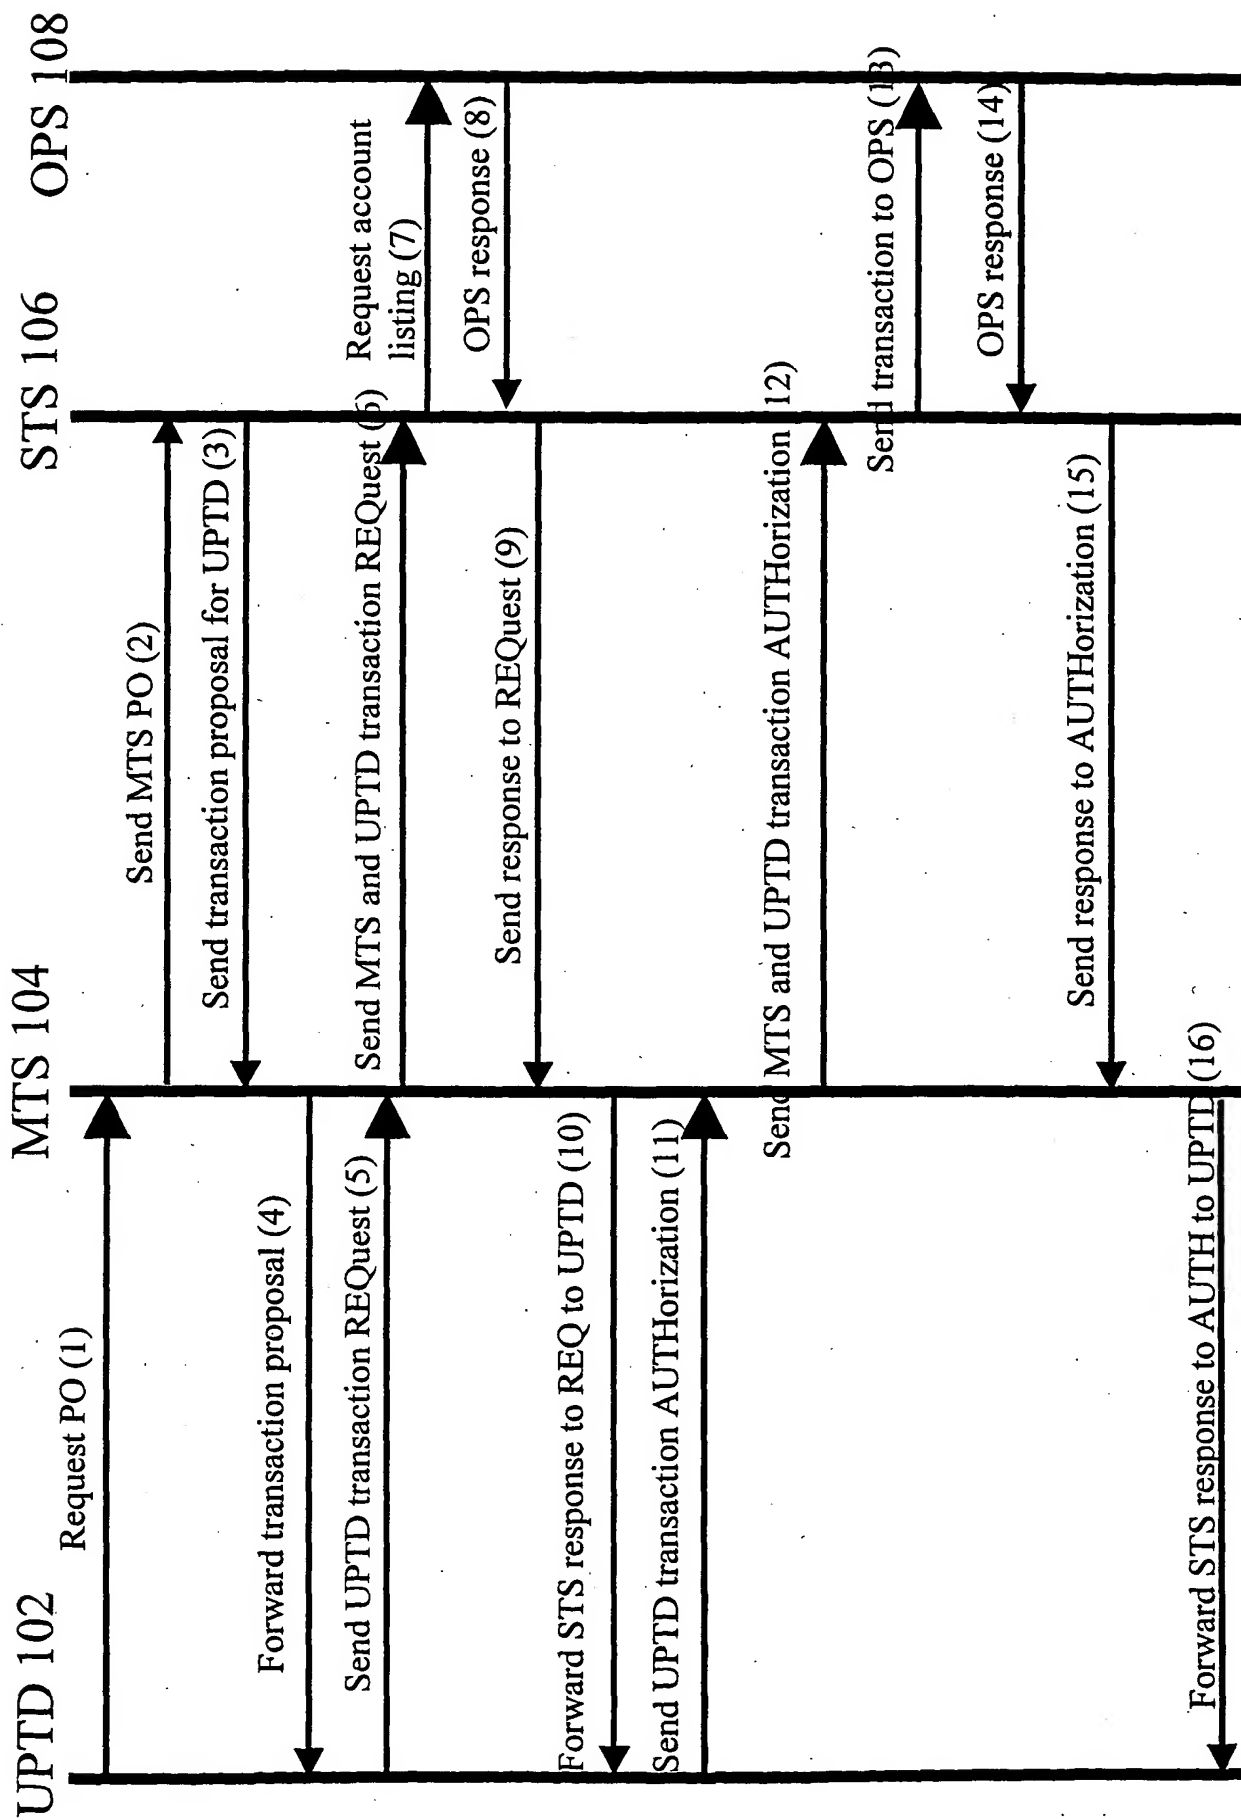 UPTD 102
MTS 104
STS 106
OPS 108
Request PO (1)
Send MTS PO (2)
Send transaction proposal for UPTD (3)
Forward transaction proposal (4)
Send UPTD transaction REQuest (5)
Send MTS and UPTD transaction REQuest (6)
Request account
listing (7)
OPS response (8)
Send response to REQuest (9)
Forward STS response to REQ to UPTD (10)
Send UPTD transaction AUTHorization (11)
Send MTS and UPTD transaction AUTHorization (12)
Send transaction to OPS (13)
OPS response (14)
Send response to AUTHorization (15)
Forward STS response to AUTH to UPTD (16)